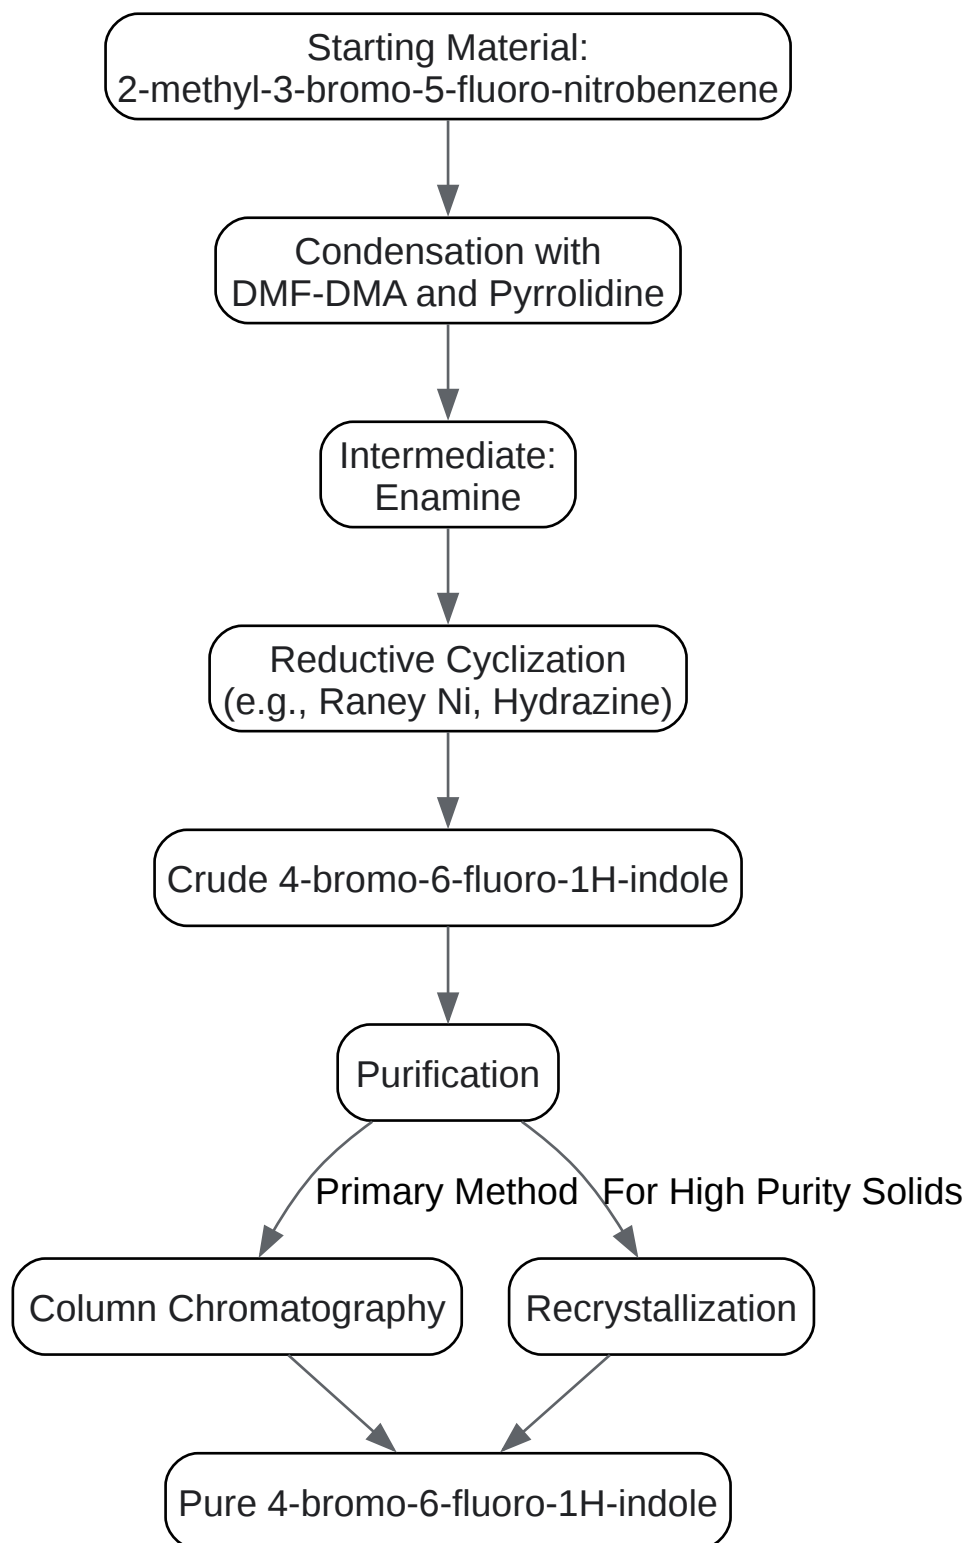 Starting Material:
2-methyl-3-bromo-5-fluoro-nitrobenzene
Condensation with
DMF-DMA and Pyrrolidine
Intermediate:
Enamine
Reductive Cyclization
(e.g., Raney Ni, Hydrazine)
Crude 4-bromo-6-fluoro-1H-indole
Purification
Primary Method
For High Purity Solids
Column Chromatography
Recrystallization
Pure 4-bromo-6-fluoro-1H-indole